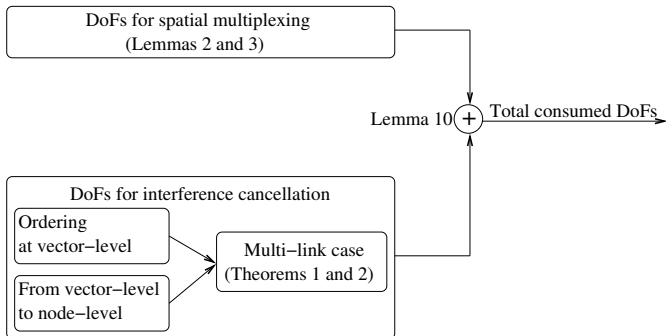 DoFs for spatial multiplexing
(Lemmas 2 and 3)
Lemma 10
+
Total consumed DoFs
DoFs for interference cancellation
Ordering
at vector−level
From vector−level
to node−level
Multi−link case
(Theorems 1 and 2)